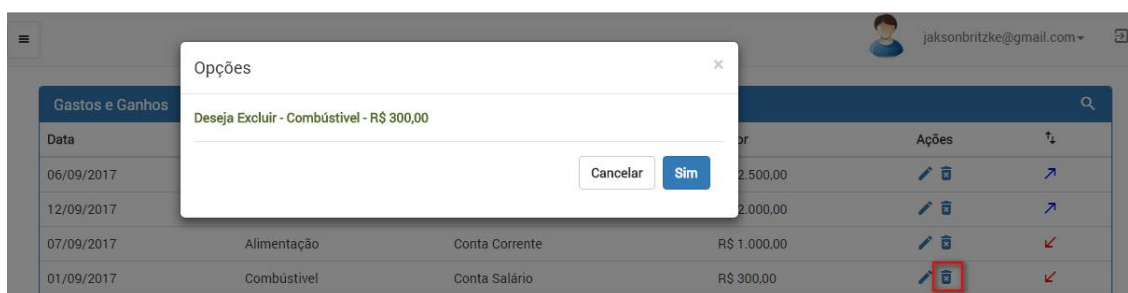 jaksonbritzke@gmail.com
Opções ×
Gastos e Ganhos
Deseja Excluir - Combústivel - R$ 300,00
Data Ações
Cancelar Sim
06/09/2017 2.500,00
12/09/2017 2.000,00
07/09/2017 Alimentação Conta Corrente R$ 1.000,00
01/09/2017 Combústivel Conta Salário R$ 300,00